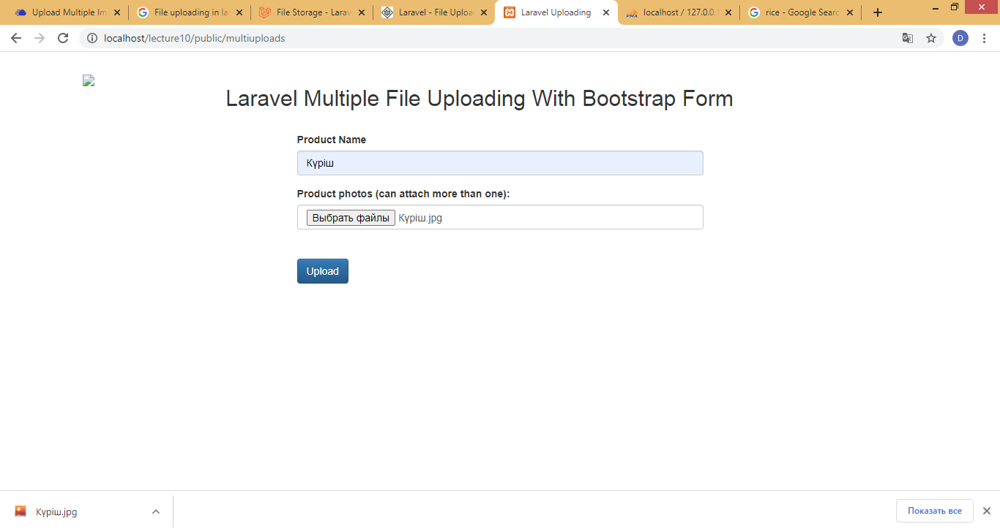 Upload Multiple Im
File uploading in la
File Storage - Larav
Laravel - File Uploa
Laravel Uploading
PMA
localhost / 127.0.0.1
rice - Google Searc
localhost/lecture10/public/multiuploads
D
Laravel Multiple File Uploading With Bootstrap Form
Product Name
Күріш
Product photos (can attach more than one):
Выбрать файлы Күріш.jpg
Upload
Күріш.jpg
Показать все